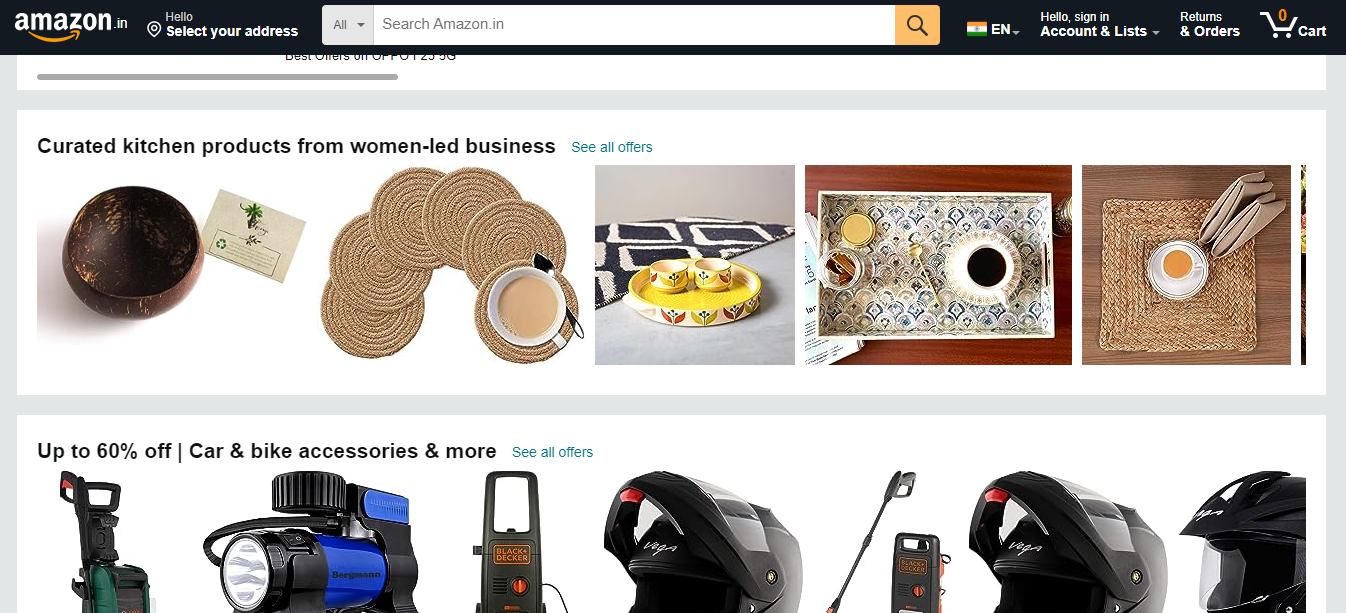 amazon.in
Hello
Select your address
All
Search Amazon.in
EN
Hello, sign in
Account & Lists
Returns
& Orders
0
Cart
Best Offers on OPPO F25 5G
Curated kitchen products from women-led business
See all offers
Up to 60% off | Car & bike accessories & more
See all offers
Bergmann
BLACK+
DECKER
Vega
BLACK+
DECKER
Vega
Vega